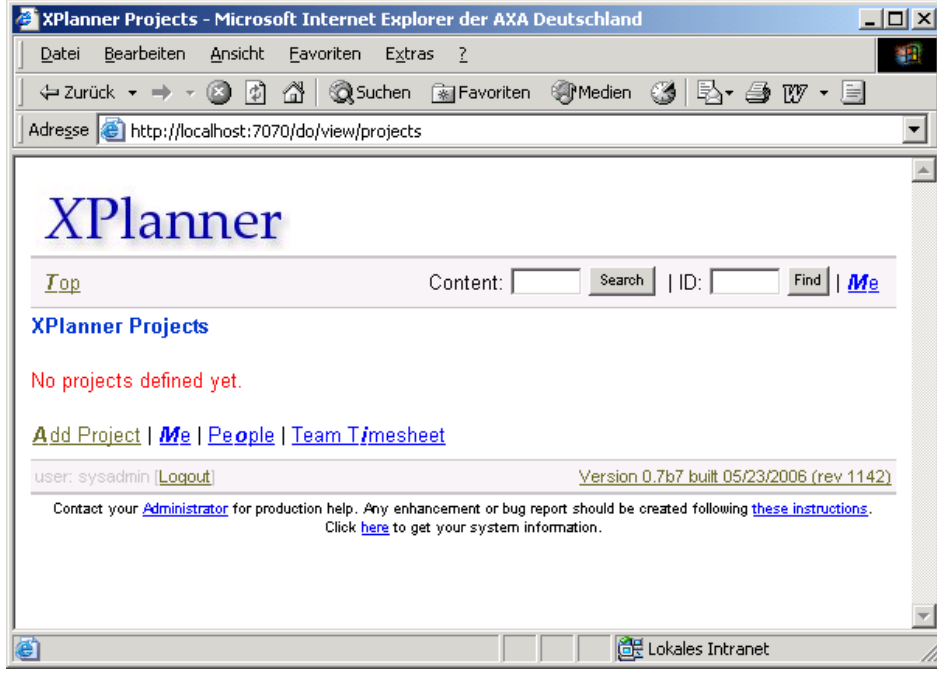 XPlanner Projects - Microsoft Internet Explorer der AXA Deutschland
Datei Bearbeiten Ansicht Favoriten Extras ?
Zurück Suchen Favoriten Medien
Adresse http://localhost:7070/do/view/projects
XPlanner
Top Content: Search | ID: Find | Me
XPlanner Projects
No projects defined yet.
Add Project | Me | People | Team Timesheet
user: sysadmin [Logout] Version 0.7b7 built 05/23/2006 (rev 1142)
Contact your Administrator for production help. Any enhancement or bug report should be created following these instructions.
Click here to get your system information.
Lokales Intranet